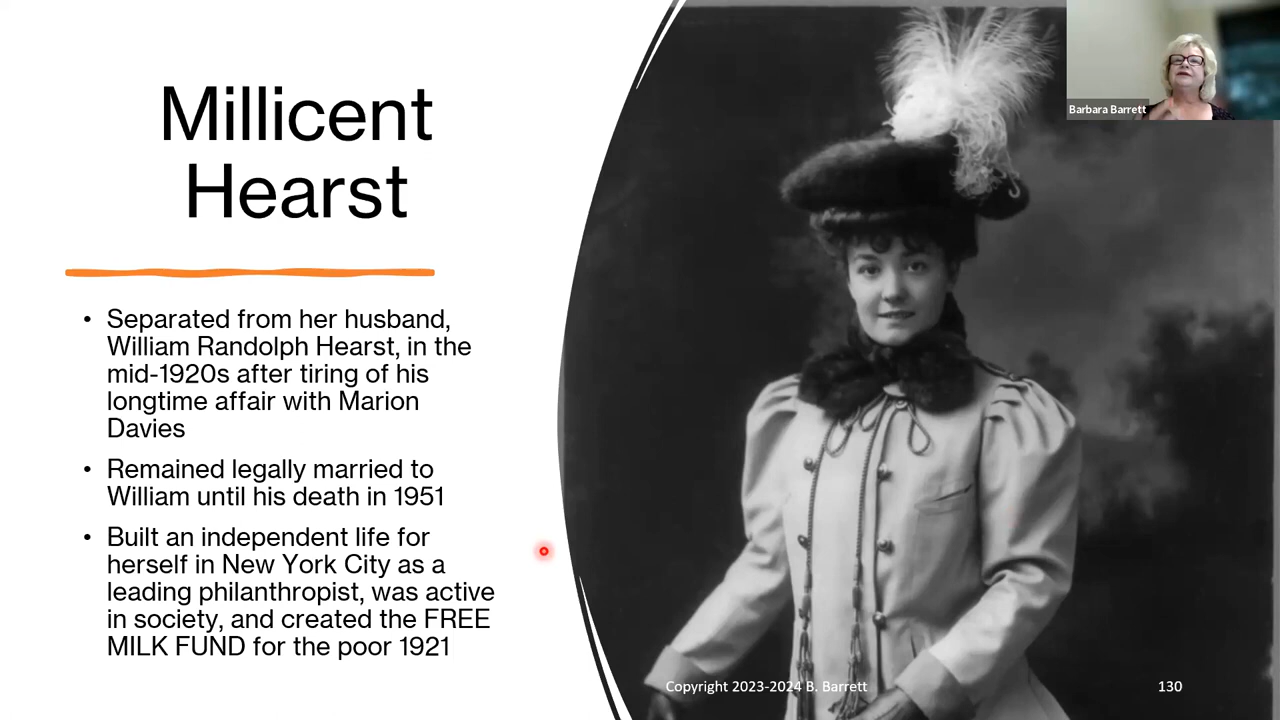 Millicent
Hearst
• Separated from her husband,
William Randolph Hearst, in the
mid-1920s after tiring of his
longtime affair with Marion
Davies
• Remained legally married to
William until his death in 1951
• Built an independent life for
herself in New York City as a
leading philanthropist, was active
in society, and created the FREE
MILK FUND for the poor 1921
Barbara Barrett
Copyright 2023-2024 B. Barrett
130